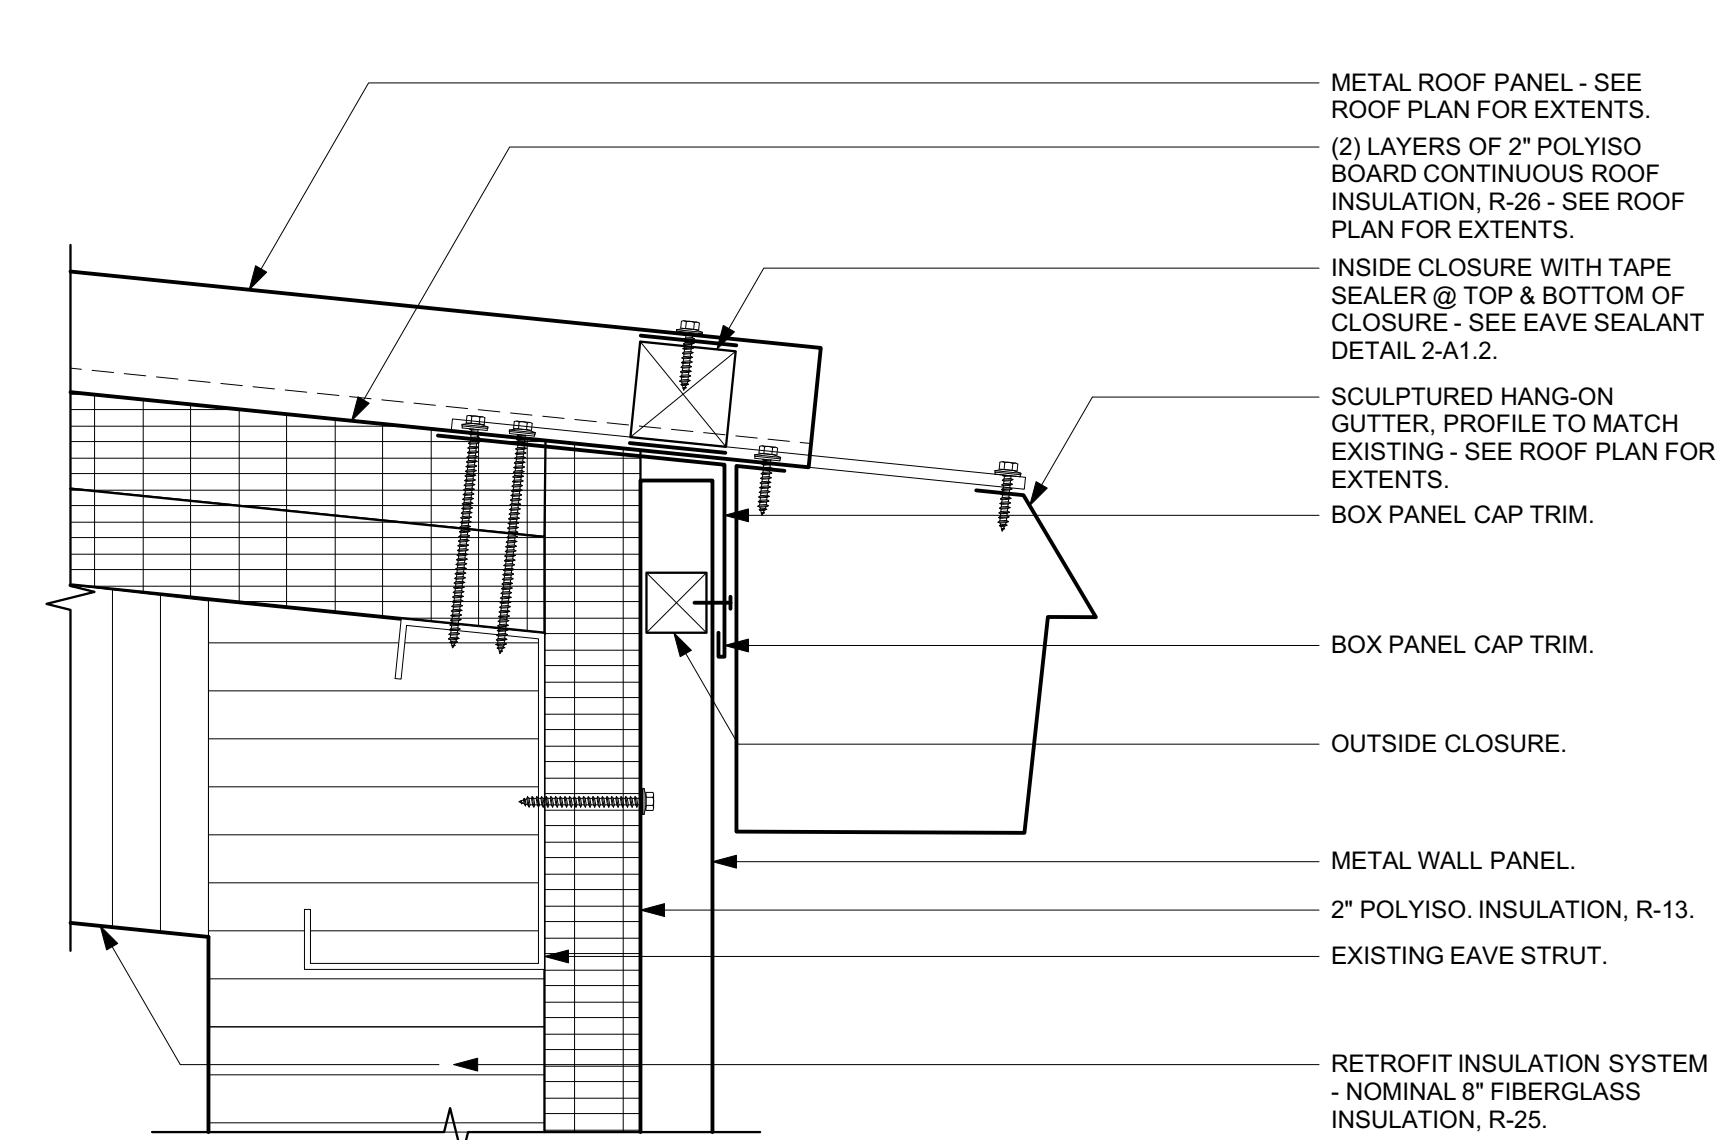 METAL ROOF PANEL - SEE
ROOF PLAN FOR EXTENTS.
(2) LAYERS OF 2" POLYISO
BOARD CONTINUOUS ROOF
INSULATION, R-26 - SEE ROOF
PLAN FOR EXTENTS.
INSIDE CLOSURE WITH TAPE
SEALER @ TOP & BOTTOM OF
CLOSURE - SEE EAVE SEALANT
DETAIL 2-A1.2.
SCULPTURED HANG-ON
GUTTER, PROFILE TO MATCH
EXISTING - SEE ROOF PLAN FOR
EXTENTS.
BOX PANEL CAP TRIM.
BOX PANEL CAP TRIM.
OUTSIDE CLOSURE.
METAL WALL PANEL.
2" POLYISO. INSULATION, R-13.
EXISTING EAVE STRUT.
RETROFIT INSULATION SYSTEM
- NOMINAL 8" FIBERGLASS
INSULATION, R-25.